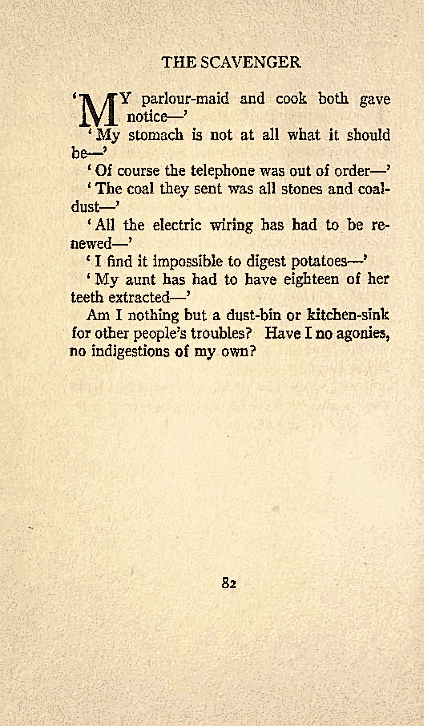 THE SCAVENGER
‘MY parlour-maid and cook both gave
notice—’
‘My stomach is not at all what it should
be—’
‘Of course the telephone was out of order—’
‘The coal they sent was all stones and coal-
dust—’
‘All the electric wiring has had to be re-
newed—’
‘I find it impossible to digest potatoes—’
‘My aunt has had to have eighteen of her
teeth extracted—’
Am I nothing but a dust-bin or kitchen-sink
for other people’s troubles? Have I no agonies,
no indigestions of my own?
82